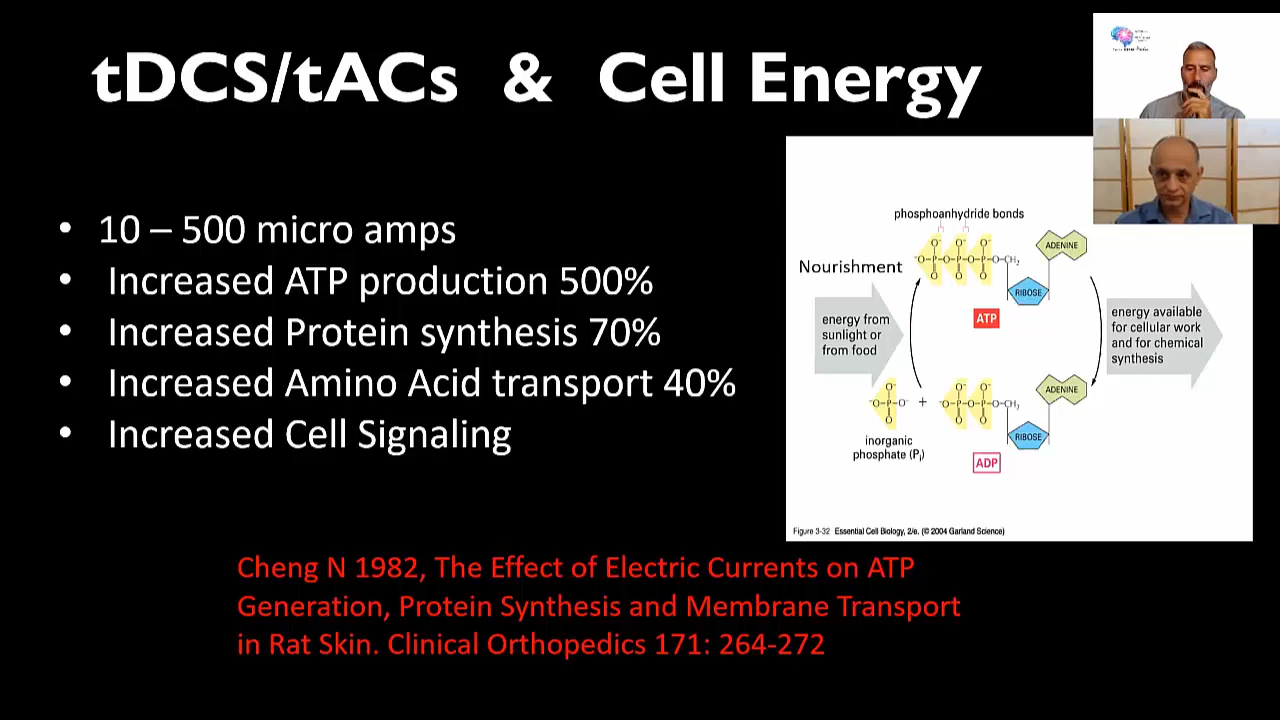 tDCS/tACs & Cell Energy
• 10 – 500 micro amps
• Increased ATP production 500%
• Increased Protein synthesis 70%
• Increased Amino Acid transport 40%
• Increased Cell Signaling
phosphoanhydride bonds
O⁻ O⁻ O⁻
⁻O–P–O–P–O–P–O–CH₂
O O O
ADENINE
Nourishment
RIBOSE
ATP
energy from
sunlight or
from food
energy available
for cellular work
and for chemical
synthesis
O⁻
⁻O–P–O⁻
O
+
O⁻ O⁻
⁻O–P–O–P–O–CH₂
O O
ADENINE
RIBOSE
inorganic
phosphate (Pᵢ)
ADP
Figure 3-32 Essential Cell Biology, 2/e. (© 2004 Garland Science)
Cheng N 1982, The Effect of Electric Currents on ATP
Generation, Protein Synthesis and Membrane Transport
in Rat Skin. Clinical Orthopedics 171: 264-272